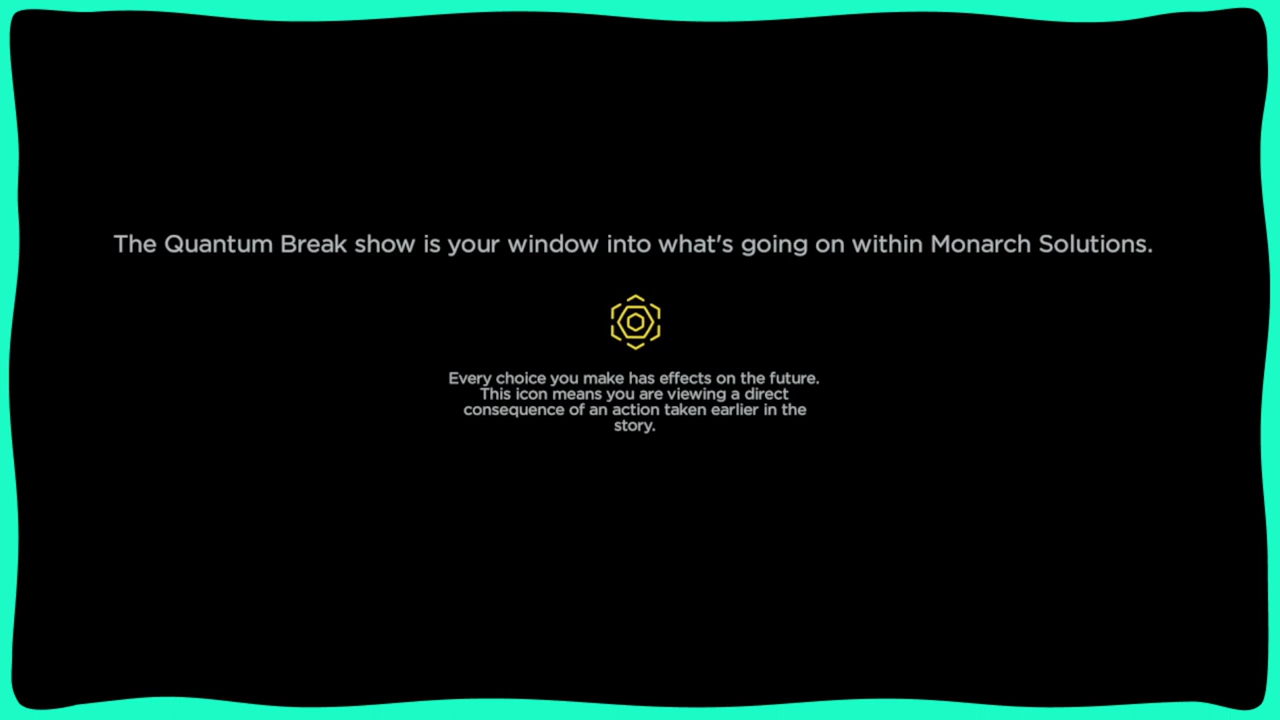 The Quantum Break show is your window into what's going on within Monarch Solutions.
Every choice you make has effects on the future.
This icon means you are viewing a direct
consequence of an action taken earlier in the
story.